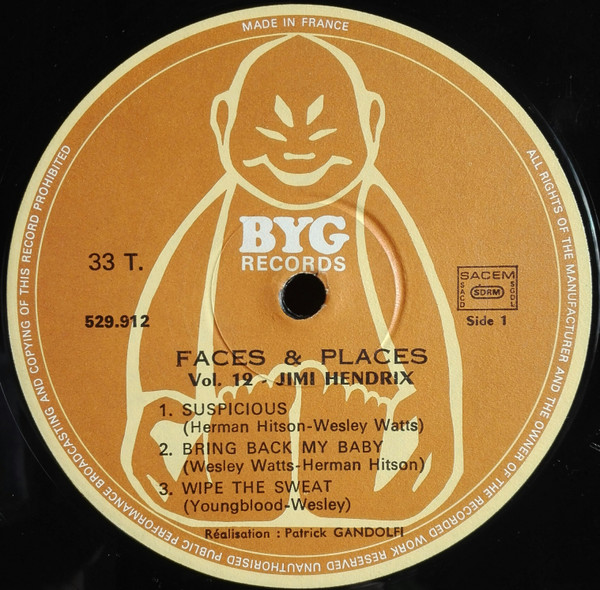 MADE IN FRANCE
ALL RIGHTS OF THE MANUFACTURER AND THE OWNER OF THE RECORDED WORK RESERVED UNAUTHORISED PUBLIC PERFORMANCE BROADCASTING AND COPYING OF THIS RECORD PROHIBITED
BYG
RECORDS
33 T.
SACEM
SACD SDRM SGDL
529.912
Side 1
FACES & PLACES
Vol. 12 - JIMI HENDRIX
1. SUSPICIOUS
(Herman Hitson-Wesley Watts)
2. BRING BACK MY BABY
(Wesley Watts-Herman Hitson)
3. WIPE THE SWEAT
(Youngblood-Wesley)
Réalisation : Patrick GANDOLFI